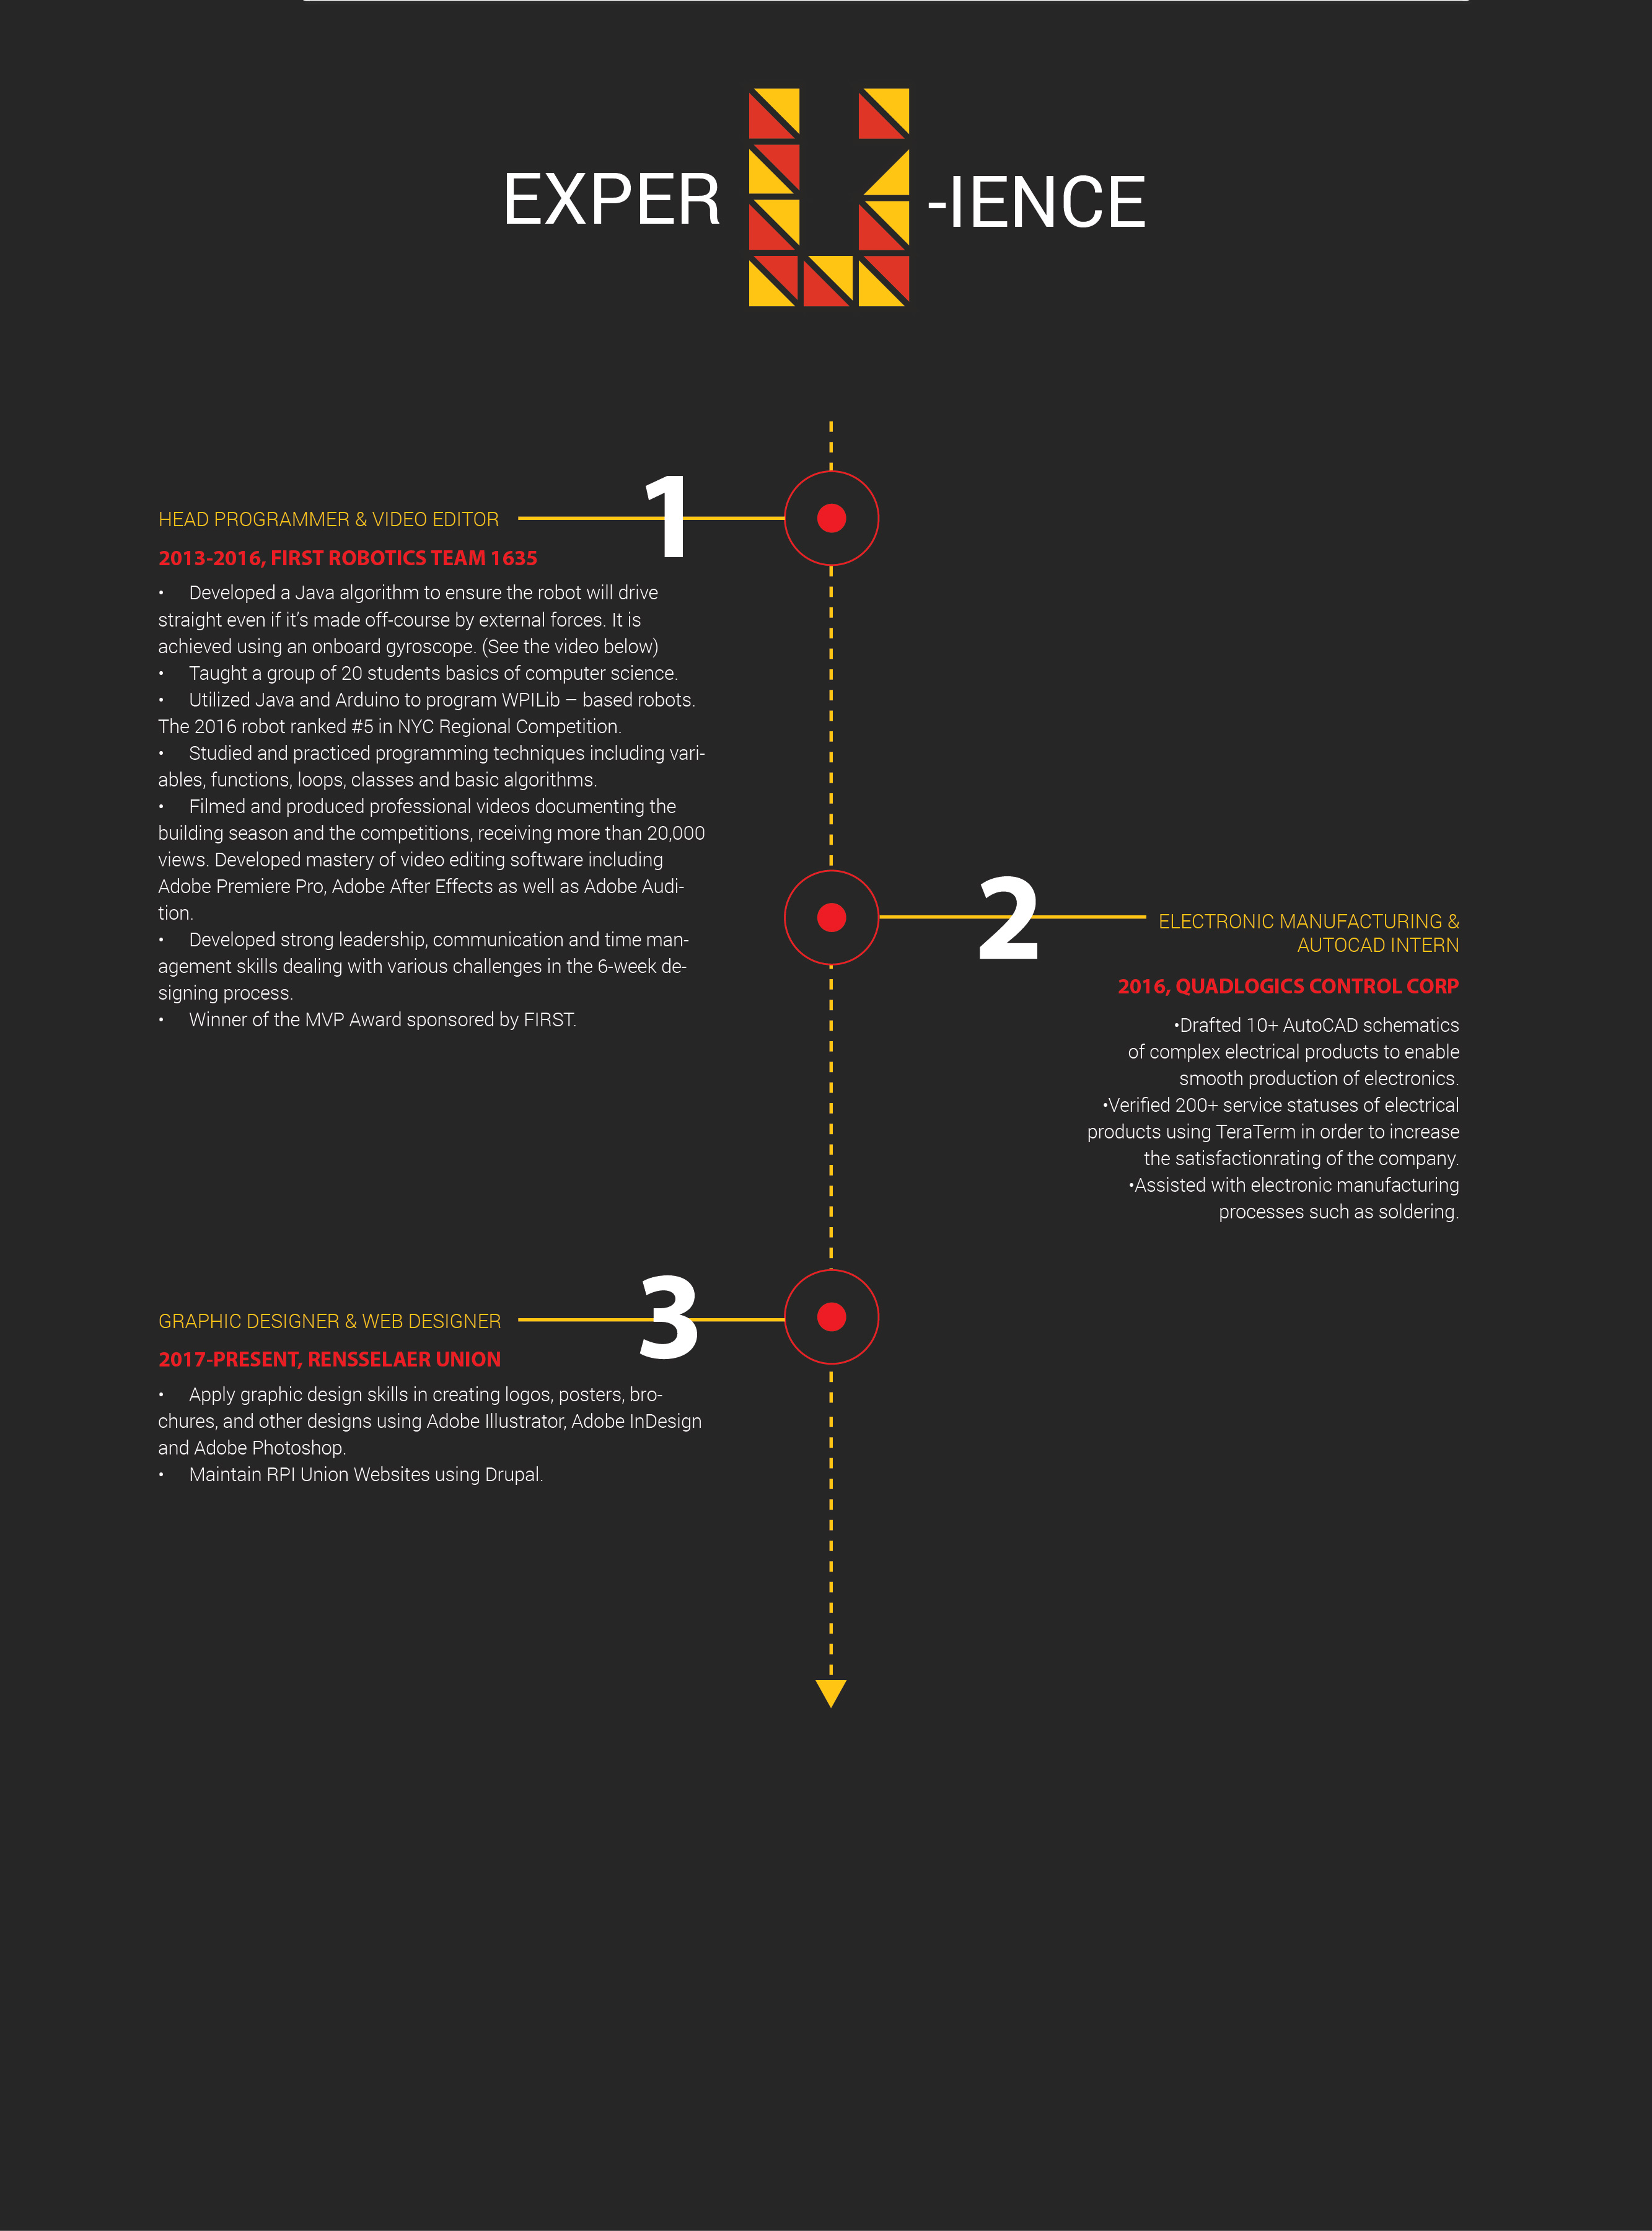 EXPER U -IENCE
1
HEAD PROGRAMMER & VIDEO EDITOR
2013-2016, FIRST ROBOTICS TEAM 1635
• Developed a Java algorithm to ensure the robot will drive
straight even if it’s made off-course by external forces. It is
achieved using an onboard gyroscope. (See the video below)
• Taught a group of 20 students basics of computer science.
• Utilized Java and Arduino to program WPILib – based robots.
The 2016 robot ranked #5 in NYC Regional Competition.
• Studied and practiced programming techniques including vari-
ables, functions, loops, classes and basic algorithms.
• Filmed and produced professional videos documenting the
building season and the competitions, receiving more than 20,000
views. Developed mastery of video editing software including
Adobe Premiere Pro, Adobe After Effects as well as Adobe Audi-
tion.
• Developed strong leadership, communication and time man-
agement skills dealing with various challenges in the 6-week de-
signing process.
• Winner of the MVP Award sponsored by FIRST.
2
ELECTRONIC MANUFACTURING &
AUTOCAD INTERN
2016, QUADLOGICS CONTROL CORP
•Drafted 10+ AutoCAD schematics
of complex electrical products to enable
smooth production of electronics.
•Verified 200+ service statuses of electrical
products using TeraTerm in order to increase
the satisfactionrating of the company.
•Assisted with electronic manufacturing
processes such as soldering.
3
GRAPHIC DESIGNER & WEB DESIGNER
2017-PRESENT, RENSSELAER UNION
• Apply graphic design skills in creating logos, posters, bro-
chures, and other designs using Adobe Illustrator, Adobe InDesign
and Adobe Photoshop.
• Maintain RPI Union Websites using Drupal.